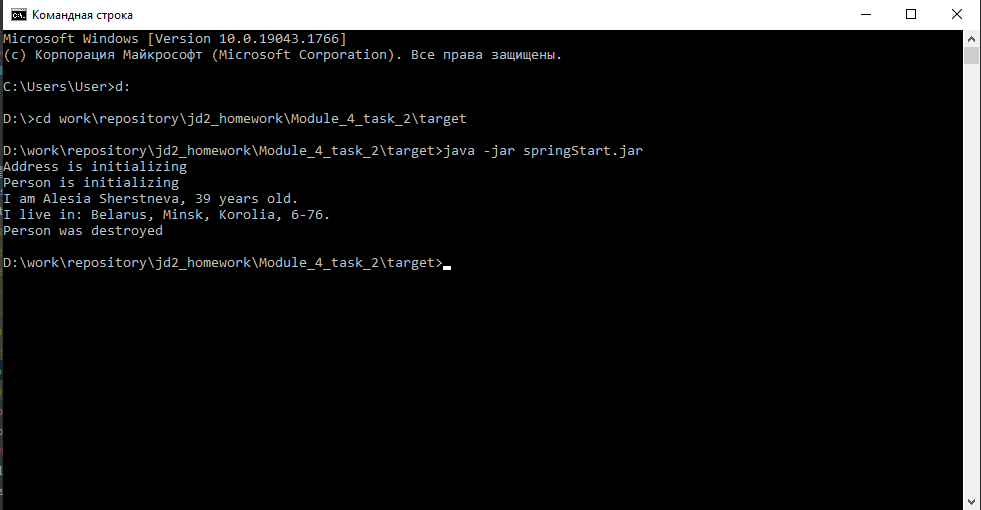 Командная строка
Microsoft Windows [Version 10.0.19043.1766]
(c) Корпорация Майкрософт (Microsoft Corporation). Все права защищены.
C:\Users\User>d:
D:\>cd work\repository\jd2_homework\Module_4_task_2\target
D:\work\repository\jd2_homework\Module_4_task_2\target>java -jar springStart.jar
Address is initializing
Person is initializing
I am Alesia Sherstneva, 39 years old.
I live in: Belarus, Minsk, Korolia, 6-76.
Person was destroyed
D:\work\repository\jd2_homework\Module_4_task_2\target>